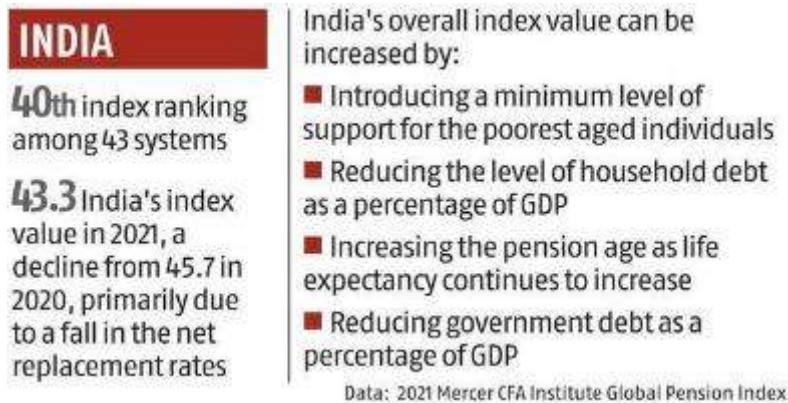 INDIA
40th index ranking
among 43 systems
43.3 India's index
value in 2021, a
decline from 45.7 in
2020, primarily due
to a fall in the net
replacement rates
India's overall index value can be
increased by:
■ Introducing a minimum level of
support for the poorest aged individuals
■ Reducing the level of household debt
as a percentage of GDP
■ Increasing the pension age as life
expectancy continues to increase
■ Reducing government debt as a
percentage of GDP
Data: 2021 Mercer CFA Institute Global Pension Index